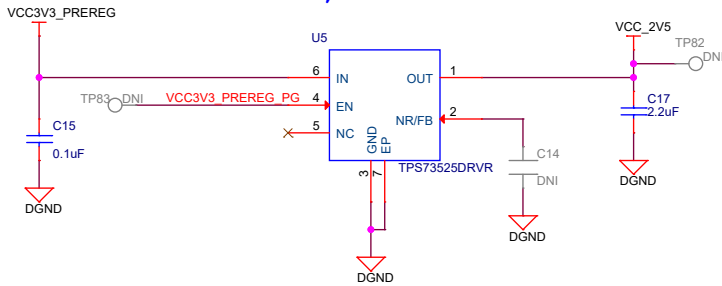 VCC3V3_PREREG
VCC_2V5
U5
TP82
DNI
6
IN
OUT
1
TP83
DNI
VCC3V3_PREREG_PG
4
EN
C17
2.2uF
NR/FB
2
C15
0.1uF
5
NC
GND
EP
C14
DNI
3
7
TPS73525DRVR
DGND
DGND
DGND
DGND